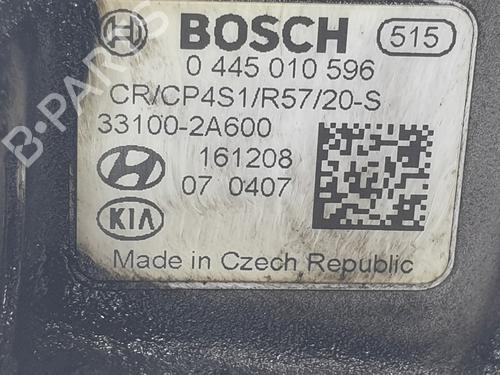 BOSCH 515
0 445 010 596
CR/CP4S1/R57/20-S
33100-2A600
161208
07 0407
KIA
Made in Czech Republic
B-PARTS